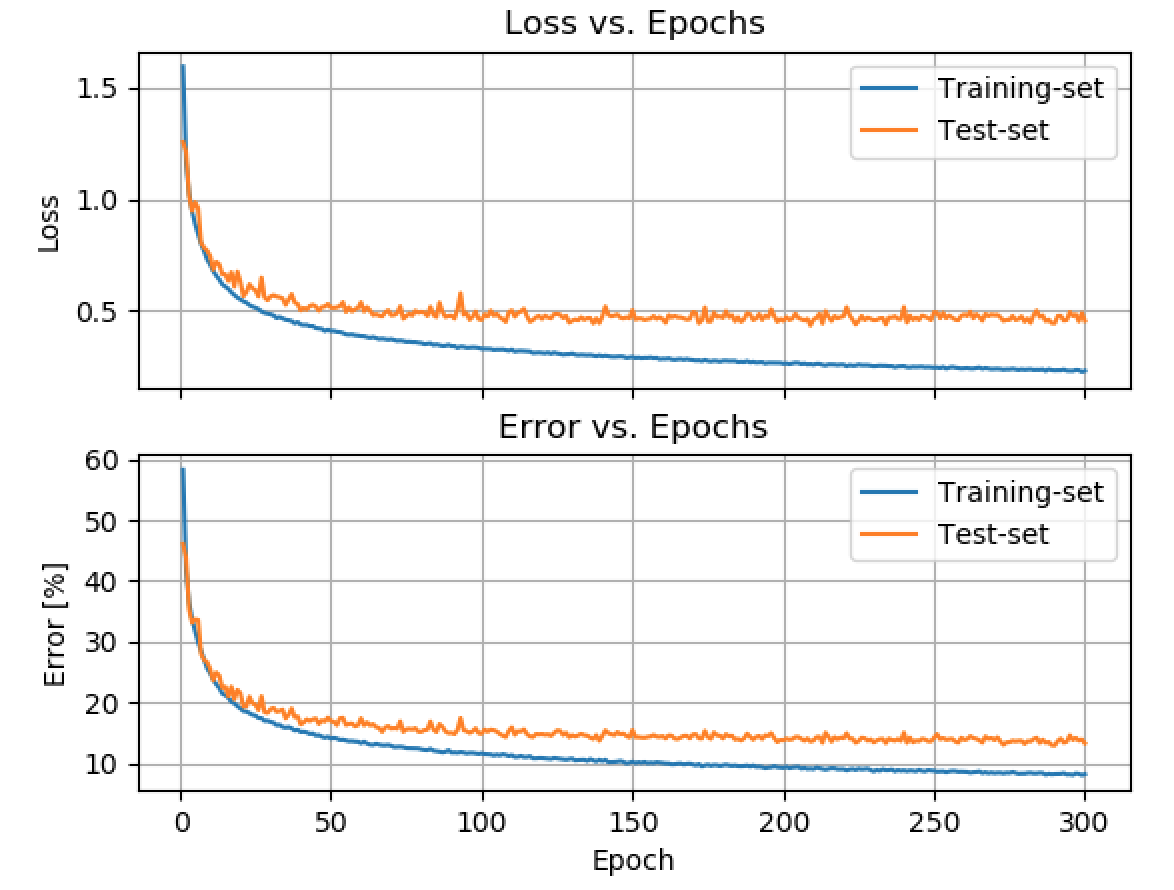 Loss vs. Epochs
1.5
1.0
0.5
Loss
Training-set
Test-set
Error vs. Epochs
60
50
40
30
20
10
Error [%]
Training-set
Test-set
0 50 100 150 200 250 300
Epoch